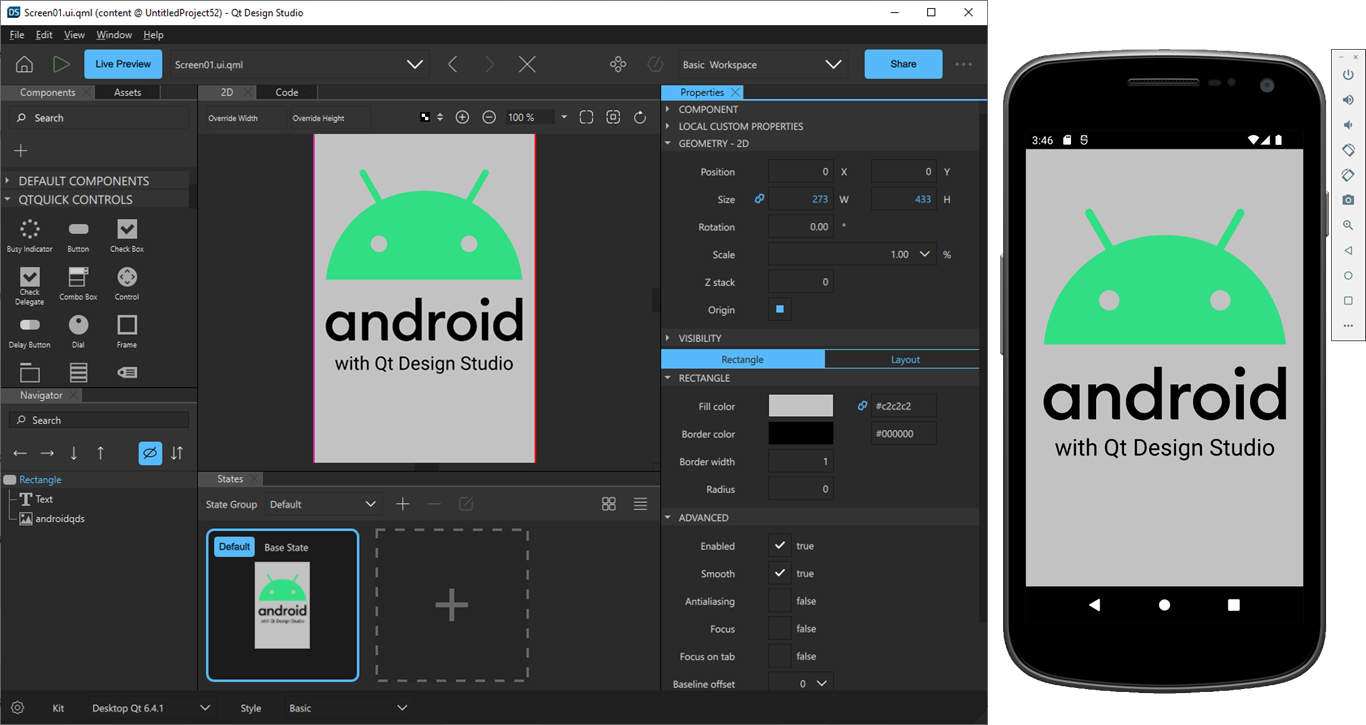 Screen01.ui.qml (content @ UntitledProject52) - Qt Design Studio
File Edit View Window Help
Live Preview
Screen01.ui.qml
Basic Workspace
Share
Components
Assets
Search
DEFAULT COMPONENTS
QTQUICK CONTROLS
Busy Indicator
Button
Check Box
Check
Delegate
Combo Box
Control
Delay Button
Dial
Frame
Navigator
Search
Rectangle
Text
androidqds
2D
Code
Override Width
Override Height
100 %
android
with Qt Design Studio
States
State Group
Default
Default
Base State
android
with Qt Design Studio
Properties
COMPONENT
LOCAL CUSTOM PROPERTIES
GEOMETRY - 2D
Position 0 X 0 Y
Size 273 W 433 H
Rotation 0.00 °
Scale 1.00 %
Z stack 0
Origin
VISIBILITY
Rectangle
Layout
RECTANGLE
Fill color #c2c2c2
Border color #000000
Border width 1
Radius 0
ADVANCED
Enabled true
Smooth true
Antialiasing false
Focus false
Focus on tab false
Baseline offset 0
Kit Desktop Qt 6.4.1 Style Basic
3:46
android
with Qt Design Studio